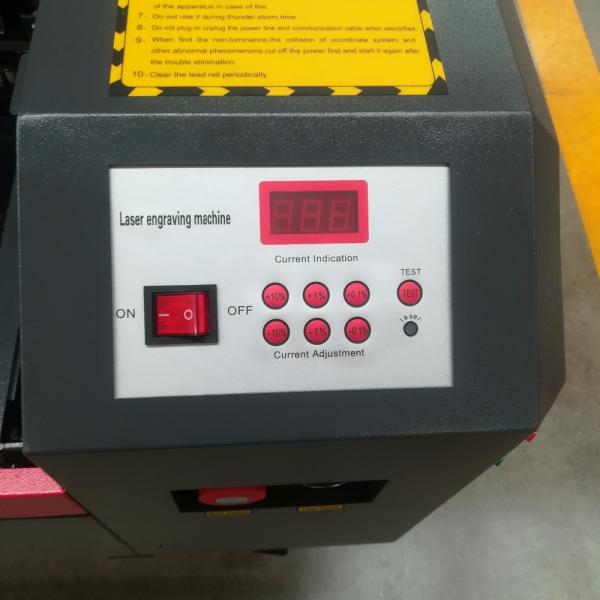 of the apparatus in case of fire.
7、Do not use it during thunder storm time
8、Do not plug or unplug the power line and communication cable when electrified.
9、When find the non-luminance,the collision of coordinate system and
other abnormal phenomenons,cut off the power first and start it again after
the trouble elimination.
10、Clear the lead rail periodically.
Laser engraving machine
Current Indication
TEST
+10% +1% +0.1% TEST
laser
ON OFF
-10% -1% -0.1%
Current Adjustment